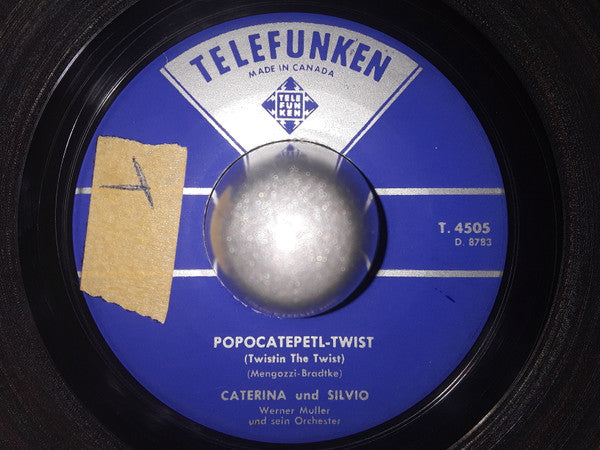 TELEFUNKEN
MADE IN CANADA
TELE
FUN
KEN
A
T. 4505
D. 8783
POPOCATEPETL-TWIST
(Twistin The Twist)
(Mengozzi-Bradtke)
CATERINA und SILVIO
Werner Muller
und sein Orchester